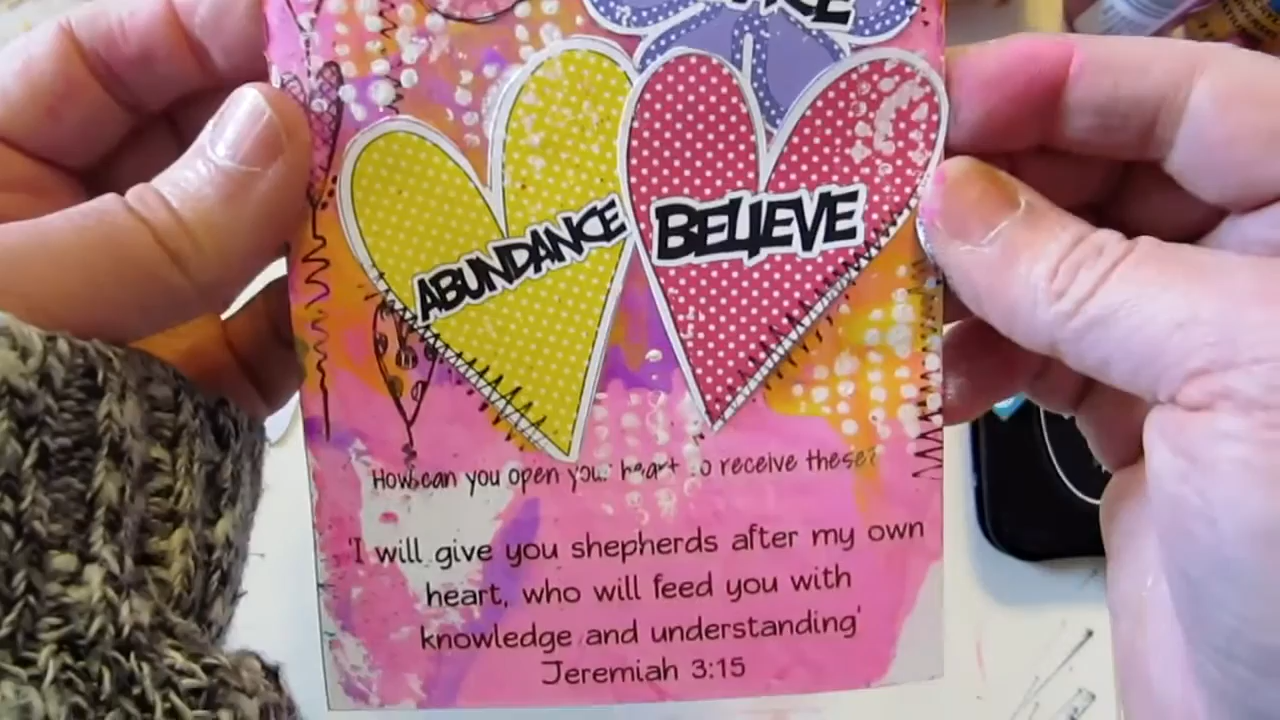 ABUNDANCE
BELIEVE
How can you open your heart to receive these?
'I will give you shepherds after my own
heart, who will feed you with
knowledge and understanding'
Jeremiah 3:15